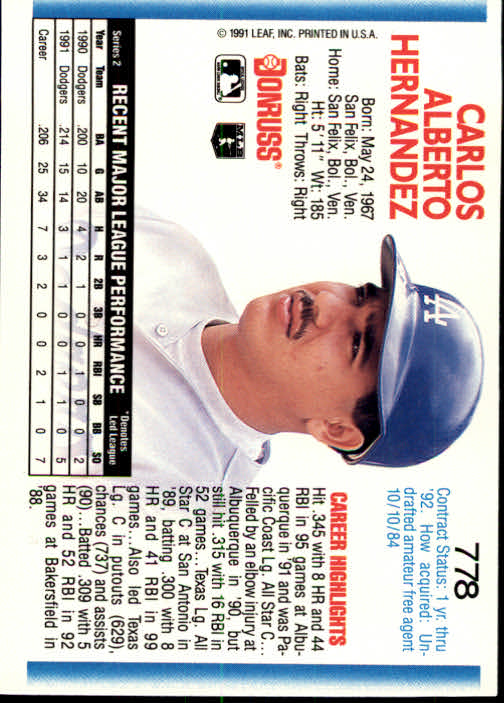 778
CARLOS
ALBERTO
HERNANDEZ
Born: May 24, 1967
San Felix, Bol., Ven.
Home: San Felix, Bol., Ven.
Ht: 5' 11" Wt: 185
Bats: Right Throws: Right
DONRUSS®
MLB
© 1991 LEAF, INC. PRINTED IN U.S.A.
LA
Contract Status: 1 yr. thru
'92. How acquired: Un-
drafted amateur free agent
10/10/84
CAREER HIGHLIGHTS
Hit .345 with 8 HR and 44
RBI in 95 games at Albu-
querque in '91 and was Pa-
cific Coast Lg. All Star C...
Felled by an elbow injury at
Albuquerque in '90, but
still hit .315 with 16 RBI in
52 games... Texas Lg. All
Star C at San Antonio in
'89, batting .300 with 8
HR and 41 RBI in 99
games...Also led Texas
Lg. C in putouts (629),
chances (737) and assists
(90)...Batted .309 with 5
HR and 52 RBI in 92
games at Bakersfield in
'88.
Series 2 RECENT MAJOR LEAGUE PERFORMANCE *Denotes
Led League
Year Team BA G AB H R 2B 3B HR RBI SB BB SO
1990 Dodgers .200 10 20 4 2 1 0 0 1 0 0 2
1991 Dodgers .214 15 14 3 1 1 0 0 1 1 0 5
Career .206 25 34 7 3 2 0 0 2 1 0 7